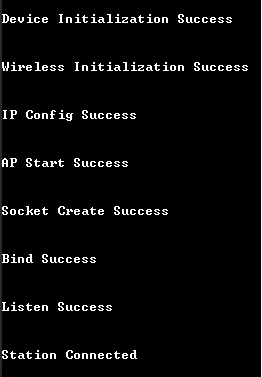 Device Initialization Success
Wireless Initialization Success
IP Config Success
AP Start Success
Socket Create Success
Bind Success
Listen Success
Station Connected